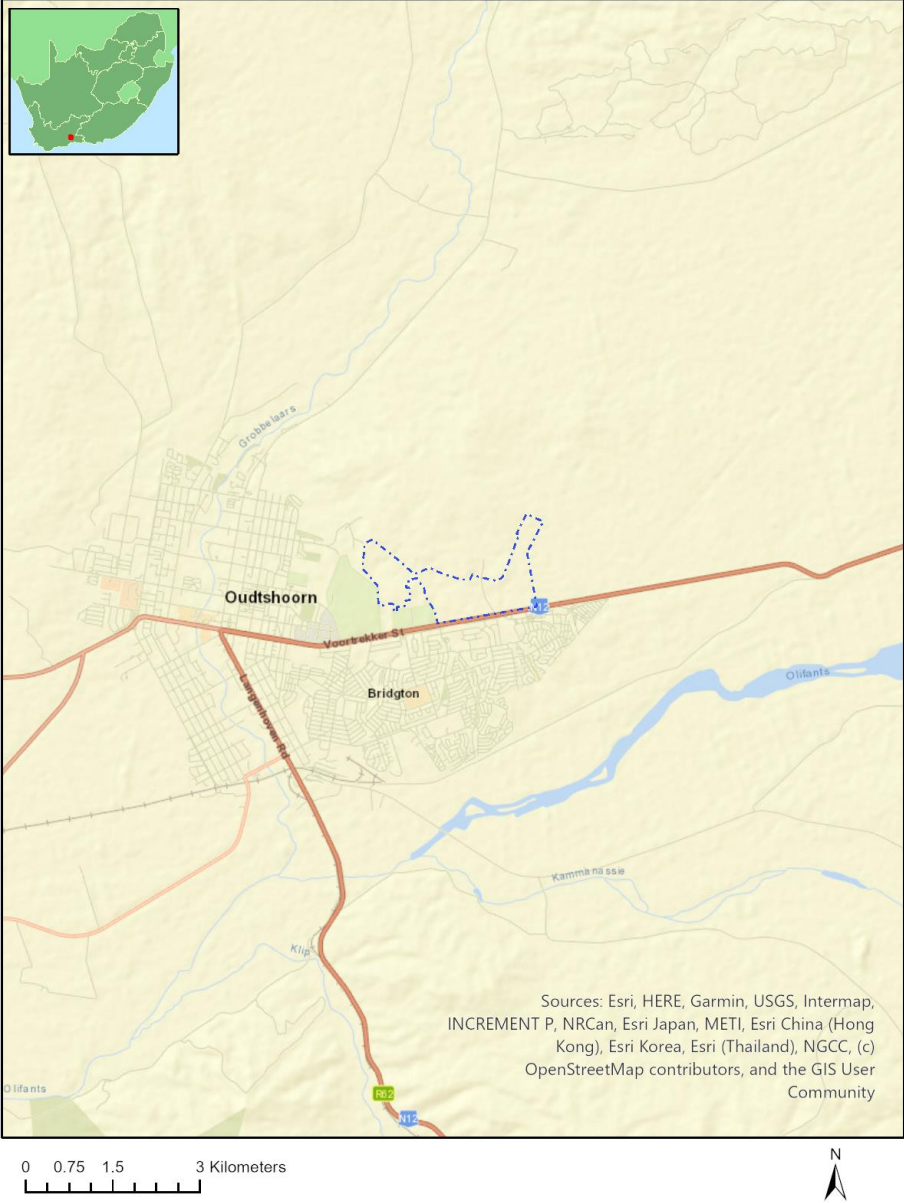 Grobbelaars
Oudtshoorn
N12
Voortrekker St
Bridgton
Olifants
Langenhoven Rd
Kammanassie
Klip
Sources: Esri, HERE, Garmin, USGS, Intermap,
INCREMENT P, NRCan, Esri Japan, METI, Esri China (Hong
Kong), Esri Korea, Esri (Thailand), NGCC, (c)
OpenStreetMap contributors, and the GIS User
Community
Olifants
R62
N12
0 0.75 1.5 3 Kilometers
N